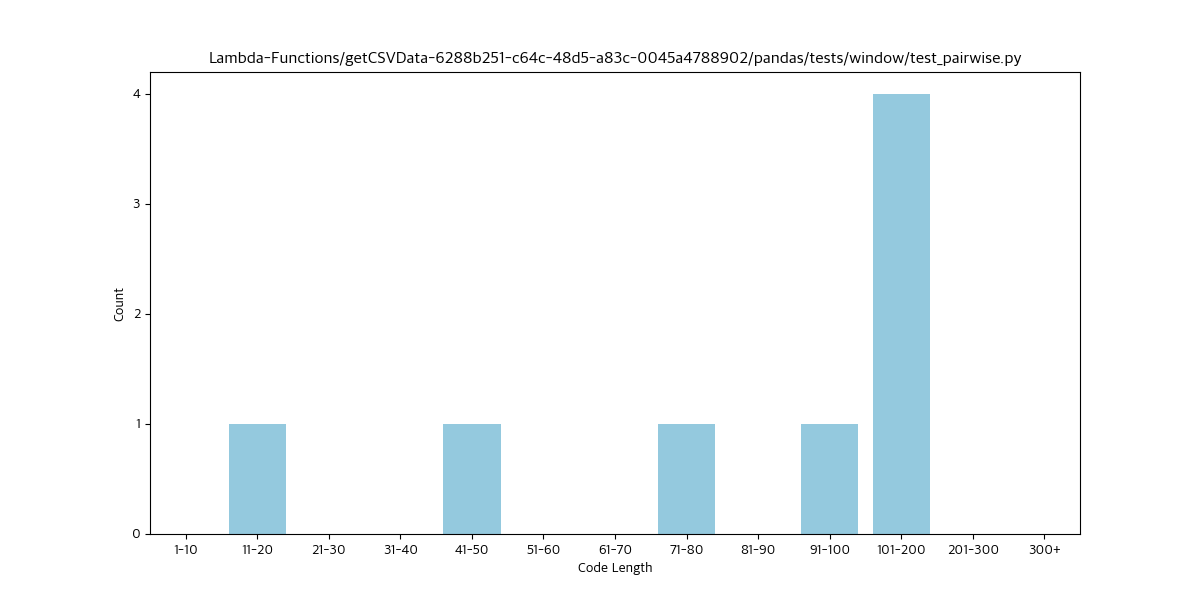 Lambda-Functions/getCSVData-6288b251-c64c-48d5-a83c-0045a4788902/pandas/tests/window/test_pairwise.py
4
3
2
1
0
Count
1-10 11-20 21-30 31-40 41-50 51-60 61-70 71-80 81-90 91-100 101-200 201-300 300+
Code Length